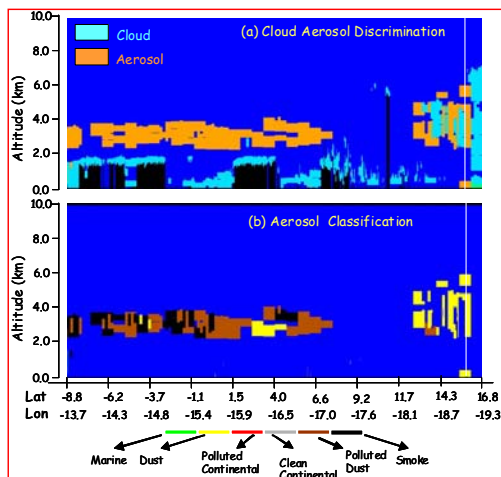 10.0
8.0
6.0
4.0
2.0
0.0
Altitude (km)
Cloud
Aerosol
(a) Cloud Aerosol Discrimination
10.0
8.0
6.0
4.0
2.0
0.0
Altitude (km)
(b) Aerosol Classification
Lat -8.8 -6.2 -3.7 -1.1 1.5 4.0 6.6 9.2 11.7 14.3 16.8
Lon -13.7 -14.3 -14.8 -15.4 -15.9 -16.5 -17.0 -17.6 -18.1 -18.7 -19.3
Marine Dust Polluted Continental Clean Continental Polluted Dust Smoke